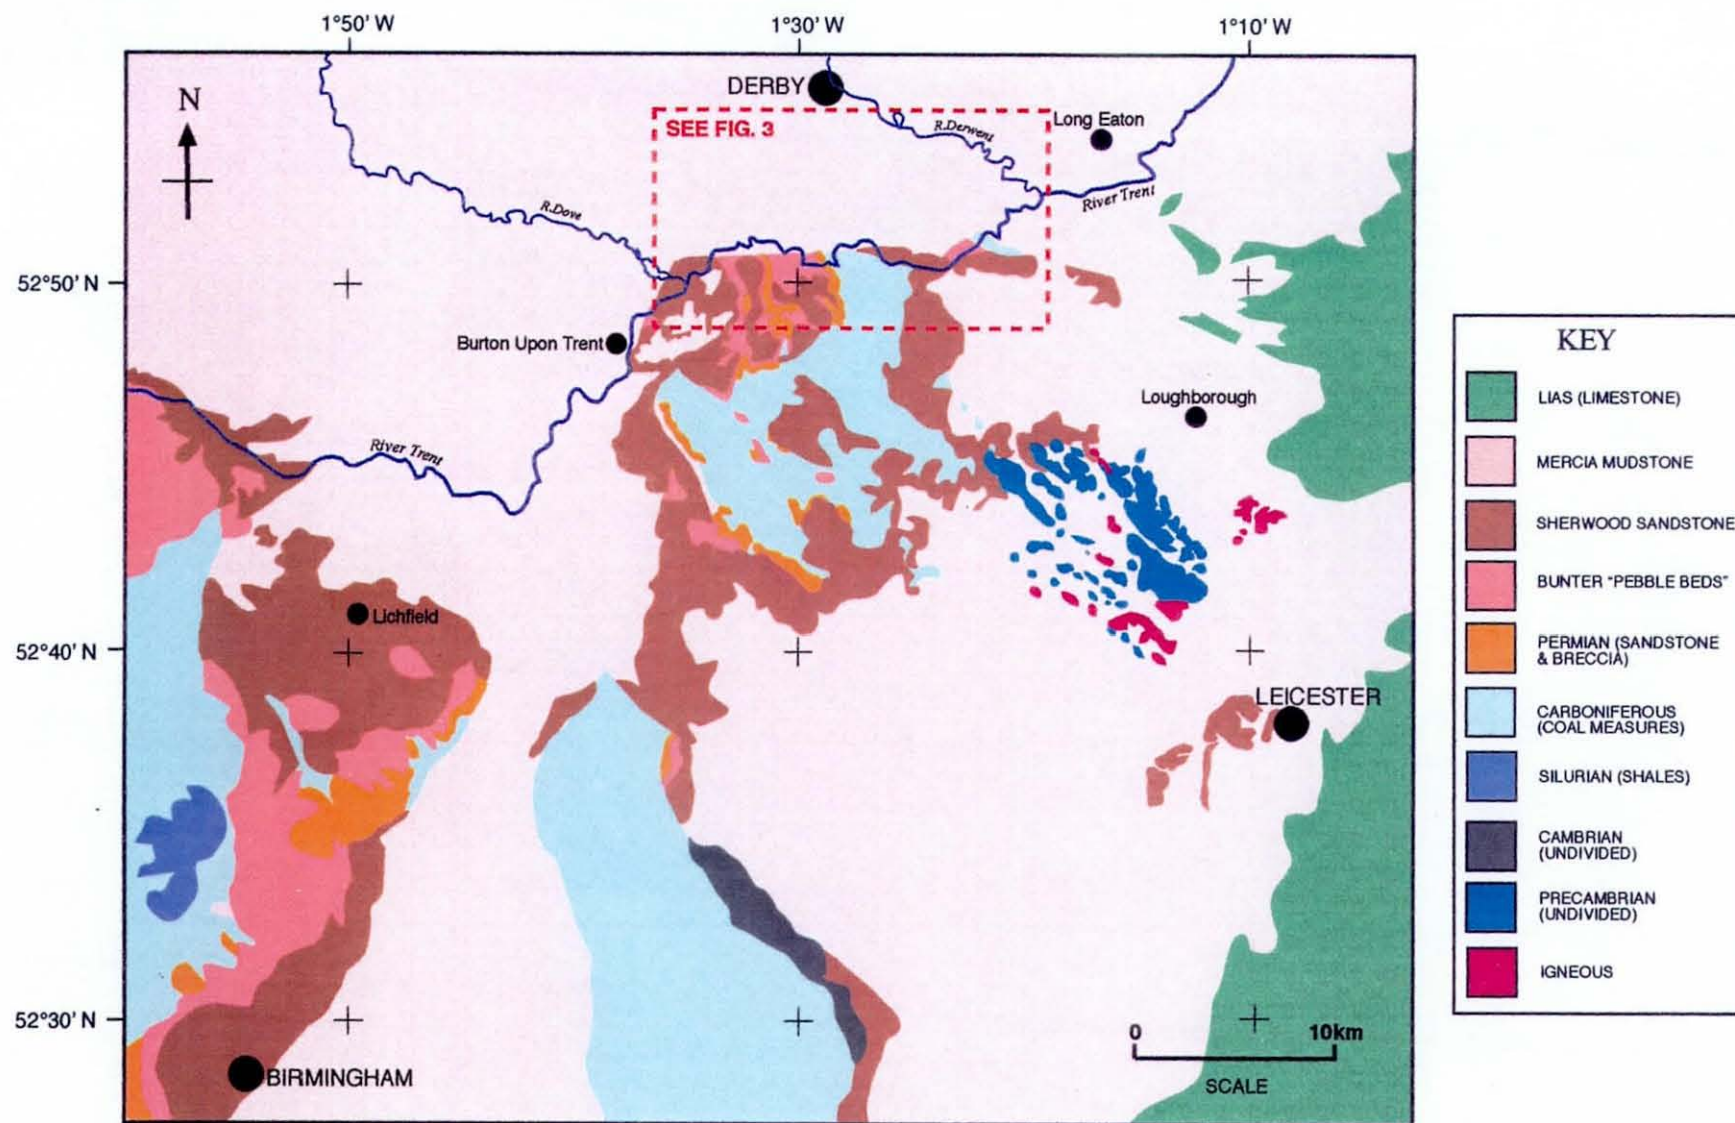 1°50' W
1°30' W
1°10' W
N
DERBY
SEE FIG. 3
R.Derwent
Long Eaton
River Trent
R.Dove
52°50' N
Burton Upon Trent
Loughborough
River Trent
Lichfield
52°40' N
LEICESTER
52°30' N
BIRMINGHAM
0 10km
SCALE
KEY
LIAS (LIMESTONE)
MERCIA MUDSTONE
SHERWOOD SANDSTONE
BUNTER "PEBBLE BEDS"
PERMIAN (SANDSTONE
& BRECCIA)
CARBONIFEROUS
(COAL MEASURES)
SILURIAN (SHALES)
CAMBRIAN
(UNDIVIDED)
PRECAMBRIAN
(UNDIVIDED)
IGNEOUS